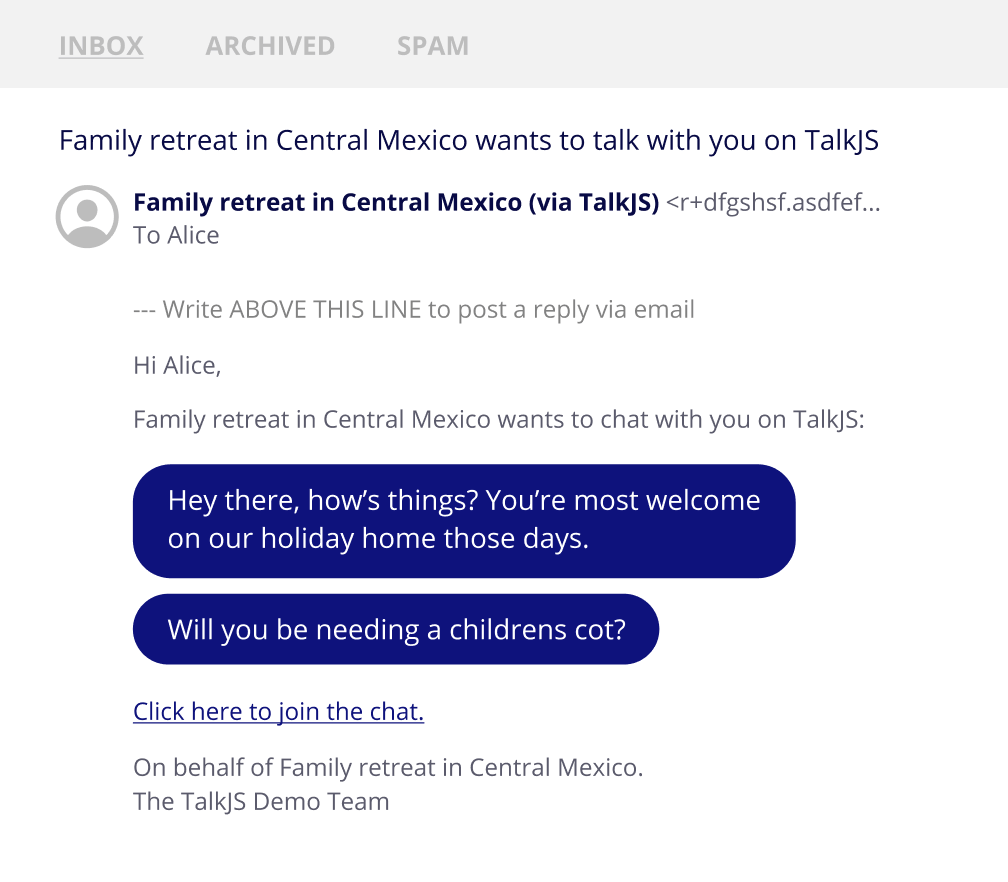 INBOX ARCHIVED SPAM
Family retreat in Central Mexico wants to talk with you on TalkJS
Family retreat in Central Mexico (via TalkJS) <r+dfgshsf.asdfef...
To Alice
--- Write ABOVE THIS LINE to post a reply via email
Hi Alice,
Family retreat in Central Mexico wants to chat with you on TalkJS:
Hey there, how’s things? You’re most welcome
on our holiday home those days.
Will you be needing a childrens cot?
Click here to join the chat.
On behalf of Family retreat in Central Mexico.
The TalkJS Demo Team